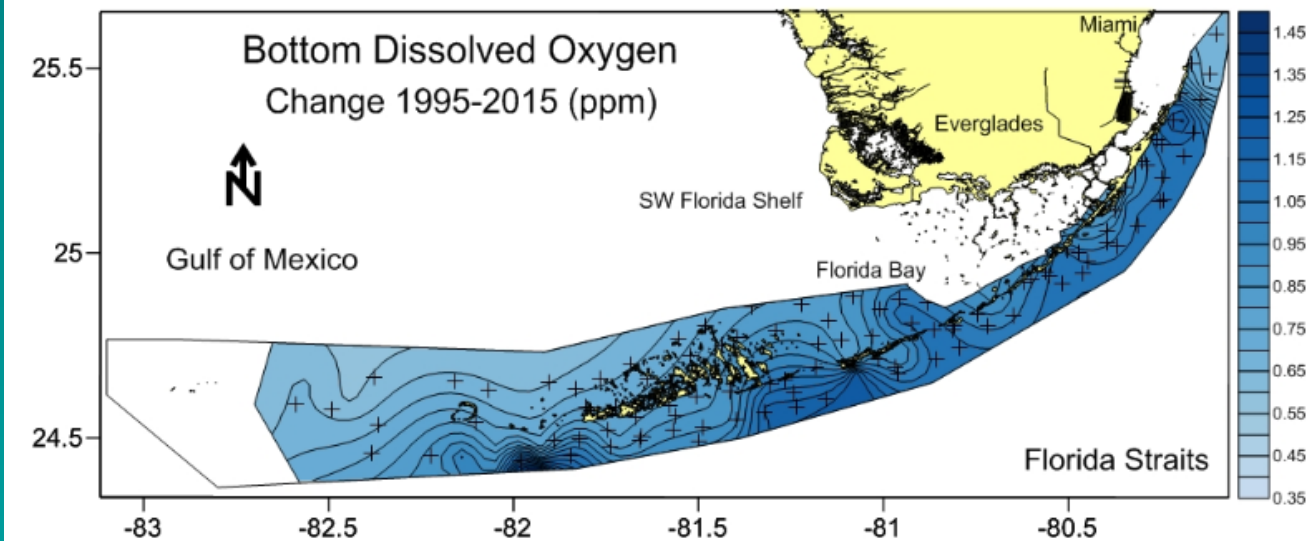 Bottom Dissolved Oxygen
Change 1995-2015 (ppm)
N
Miami
Everglades
SW Florida Shelf
Gulf of Mexico
Florida Bay
Florida Straits
25.5
25
24.5
-83
-82.5
-82
-81.5
-81
-80.5
1.45
1.35
1.25
1.15
1.05
0.95
0.85
0.75
0.65
0.55
0.45
0.35